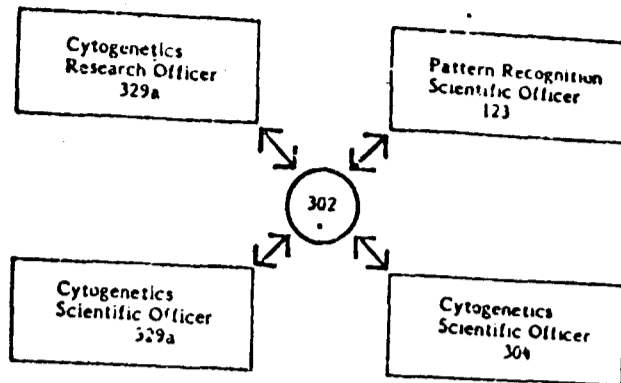 Cytogenetics
Research Officer
329a
Pattern Recognition
Scientific Officer
123
302
Cytogenetics
Scientific Officer
329a
Cytogenetics
Scientific Officer
304